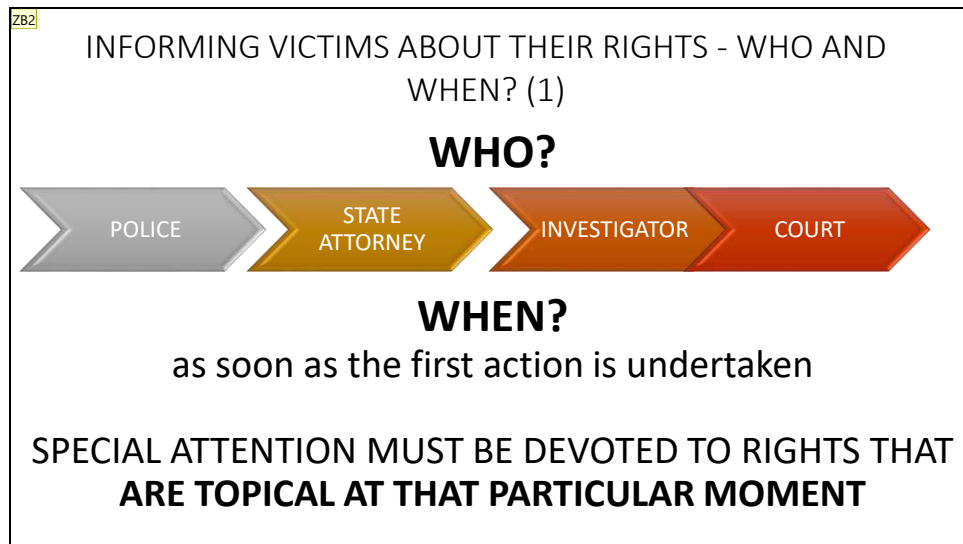 ZB2
INFORMING VICTIMS ABOUT THEIR RIGHTS - WHO AND
WHEN? (1)
WHO?
POLICE
STATE
ATTORNEY
INVESTIGATOR
COURT
WHEN?
as soon as the first action is undertaken
SPECIAL ATTENTION MUST BE DEVOTED TO RIGHTS THAT
ARE TOPICAL AT THAT PARTICULAR MOMENT